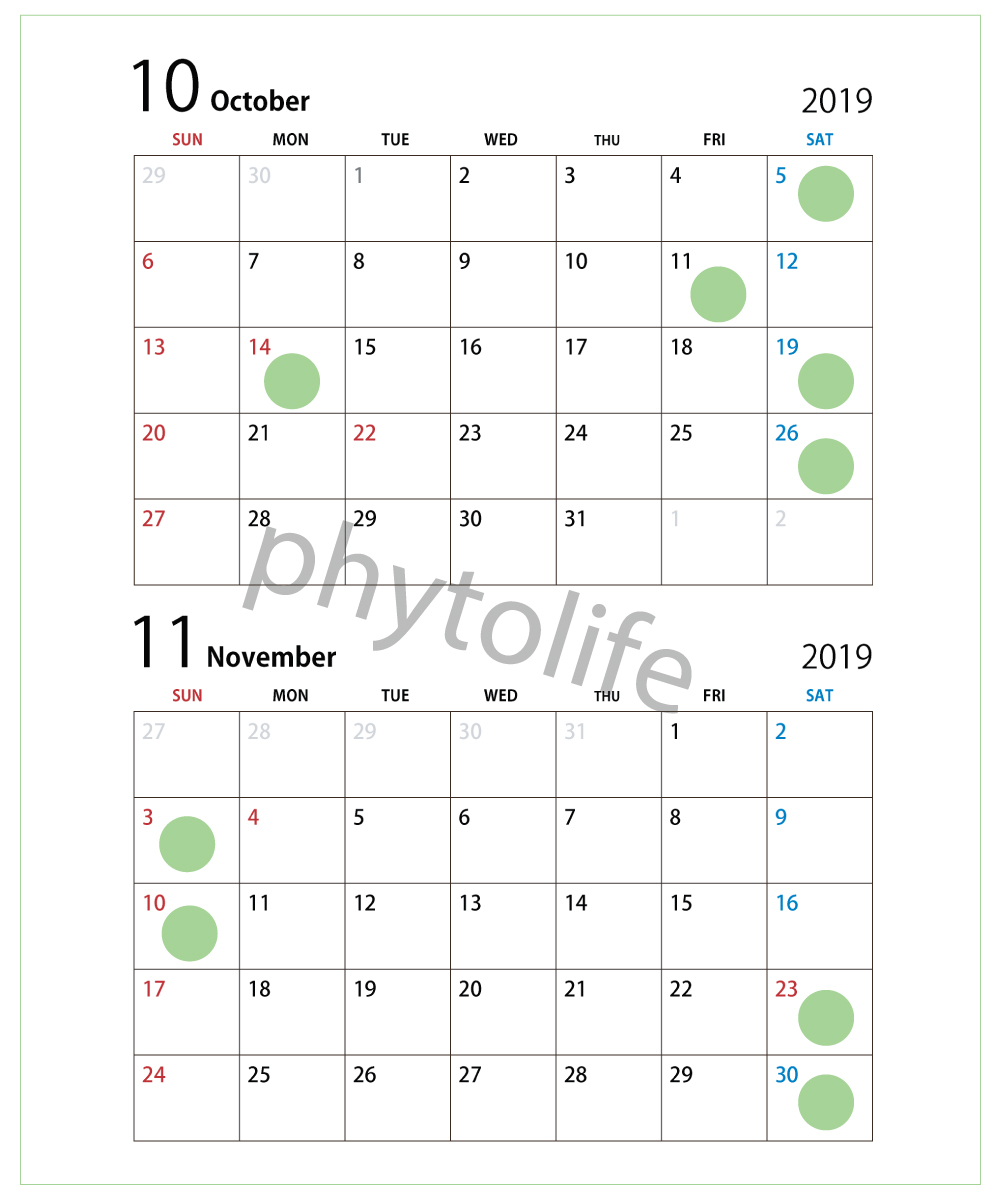 10 October 2019
SUN MON TUE WED THU FRI SAT
29 30 1 2 3 4 5
6 7 8 9 10 11 12
13 14 15 16 17 18 19
20 21 22 23 24 25 26
27 28 29 30 31 1 2
phytolife
11 November 2019
SUN MON TUE WED THU FRI SAT
27 28 29 30 31 1 2
3 4 5 6 7 8 9
10 11 12 13 14 15 16
17 18 19 20 21 22 23
24 25 26 27 28 29 30